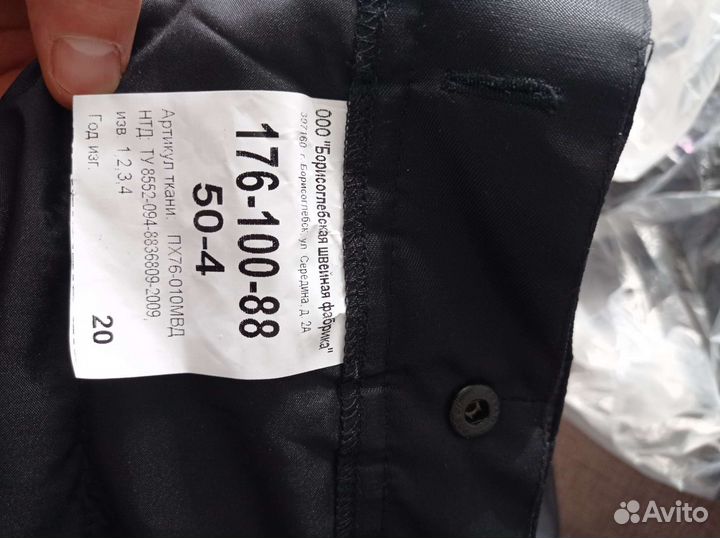 ООО "Борисоглебская швейная фабрика"
397160 г. Борисоглебск, ул. Середина, д. 2А
176-100-88
50-4
Артикул ткани: ПХ76-010МВД
НТД: ТУ 8552-094-8836809-2009,
изв. 1,2,3,4
Год изг. 20
Avito